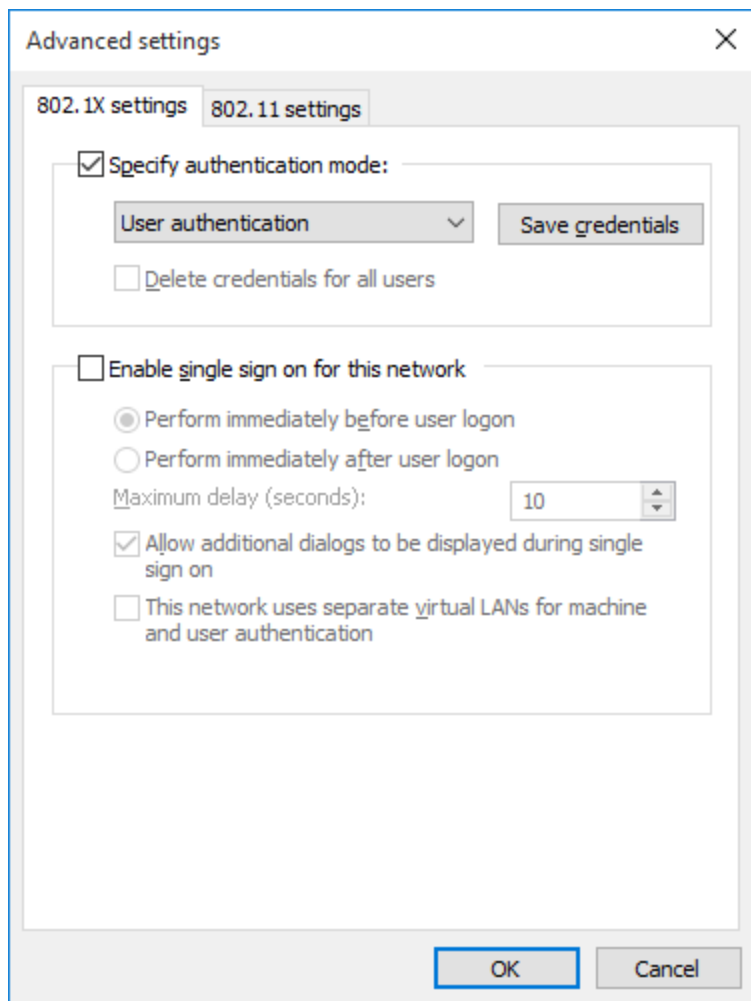 Advanced settings
802.1X settings
802.11 settings
Specify authentication mode:
User authentication
Save credentials
Delete credentials for all users
Enable single sign on for this network
Perform immediately before user logon
Perform immediately after user logon
Maximum delay (seconds):
10
Allow additional dialogs to be displayed during single
sign on
This network uses separate virtual LANs for machine
and user authentication
OK
Cancel